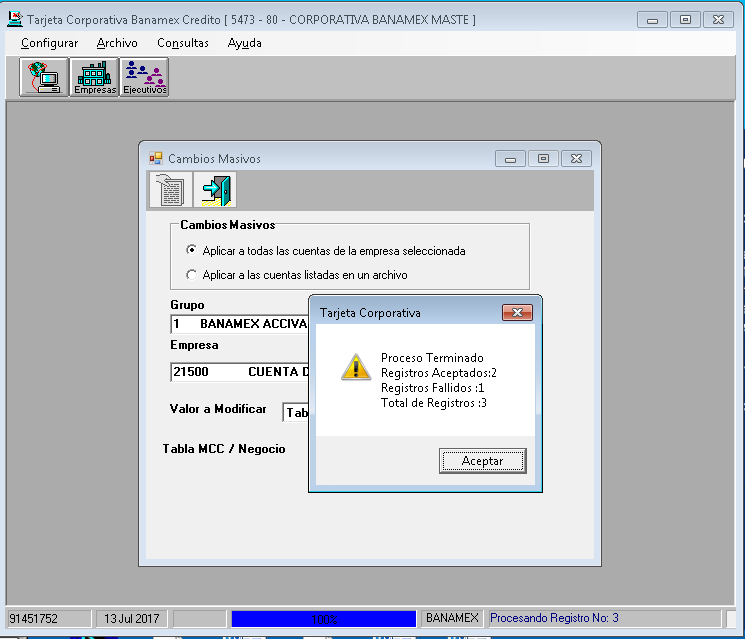 Tarjeta Corporativa Banamex Credito [ 5473 - 80 - CORPORATIVA BANAMEX MASTE ]
Configurar Archivo Consultas Ayuda
Empresas Ejecutivos
Cambios Masivos
Cambios Masivos
Aplicar a todas las cuentas de la empresa seleccionada
Aplicar a las cuentas listadas en un archivo
Grupo
1 BANAMEX ACCIVA
Empresa
21500 CUENTA D
Valor a Modificar Tab
Tabla MCC / Negocio
Tarjeta Corporativa
Proceso Terminado
Registros Aceptados:2
Registros Fallidos :1
Total de Registros :3
Aceptar
91451752 13 Jul 2017 100% BANAMEX Procesando Registro No: 3